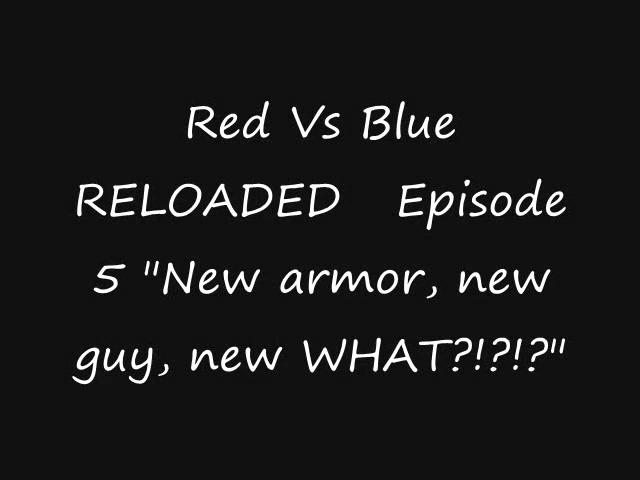 Red Vs Blue
RELOADED Episode
5 "New armor, new
guy, new WHAT?!?!?"